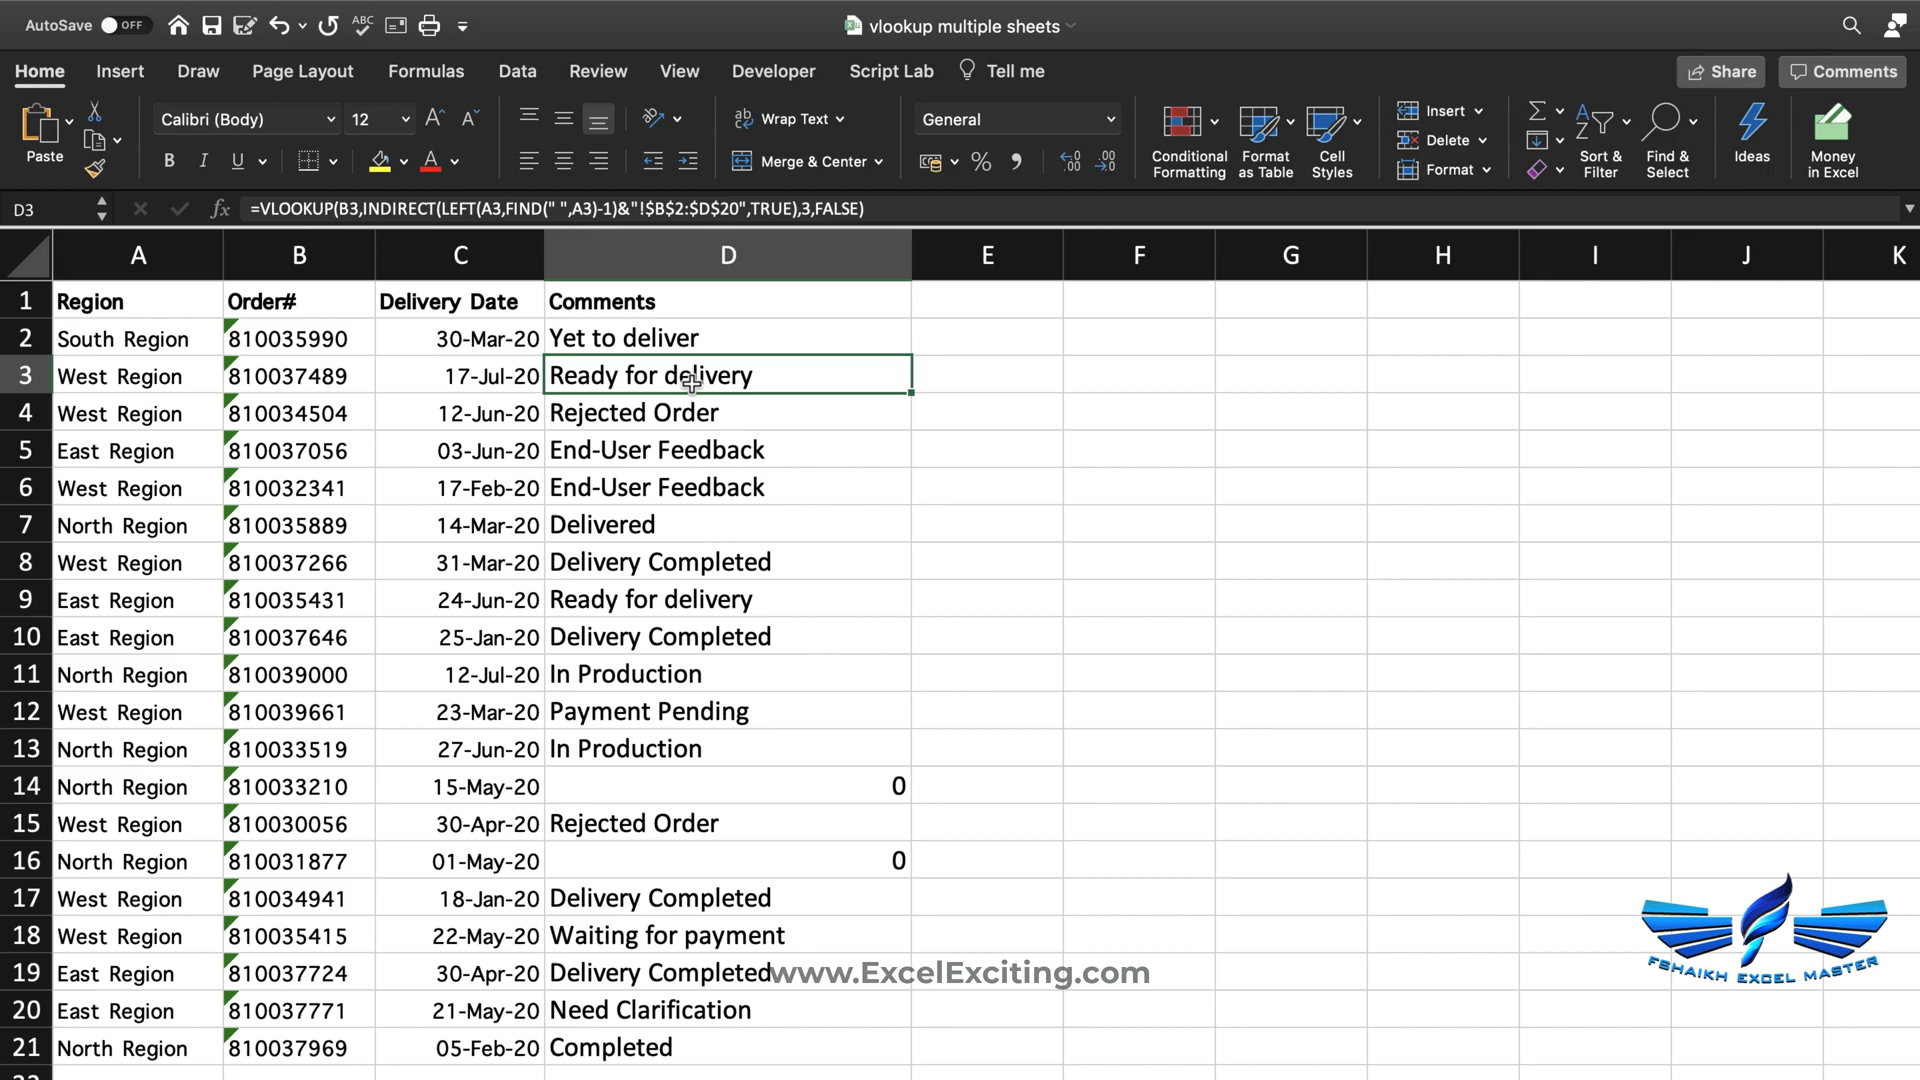 AutoSave OFF ABC vlookup multiple sheets
Home Insert Draw Page Layout Formulas Data Review View Developer Script Lab Tell me Share Comments
Paste Calibri (Body) 12 A A Wrap Text General Conditional Formatting Format as Table Cell Styles Insert Sort & Filter Find & Select Ideas Money in Excel
B I U A Merge & Center % Delete
Format
D3 fx =VLOOKUP(B3,INDIRECT(LEFT(A3,FIND(" ",A3)-1)&"!$B$2:$D$20",TRUE),3,FALSE)
A B C D E F G H I J K
1 Region Order# Delivery Date Comments
2 South Region 810035990 30-Mar-20 Yet to deliver
3 West Region 810037489 17-Jul-20 Ready for delivery
4 West Region 810034504 12-Jun-20 Rejected Order
5 East Region 810037056 03-Jun-20 End-User Feedback
6 West Region 810032341 17-Feb-20 End-User Feedback
7 North Region 810035889 14-Mar-20 Delivered
8 West Region 810037266 31-Mar-20 Delivery Completed
9 East Region 810035431 24-Jun-20 Ready for delivery
10 East Region 810037646 25-Jan-20 Delivery Completed
11 North Region 810039000 12-Jul-20 In Production
12 West Region 810039661 23-Mar-20 Payment Pending
13 North Region 810033519 27-Jun-20 In Production
14 North Region 810033210 15-May-20 0
15 West Region 810030056 30-Apr-20 Rejected Order
16 North Region 810031877 01-May-20 0
17 West Region 810034941 18-Jan-20 Delivery Completed
18 West Region 810035415 22-May-20 Waiting for payment
19 East Region 810037724 30-Apr-20 Delivery Completed
www.ExcelExciting.com
FSHAIKH EXCEL MASTER
20 East Region 810037771 21-May-20 Need Clarification
21 North Region 810037969 05-Feb-20 Completed